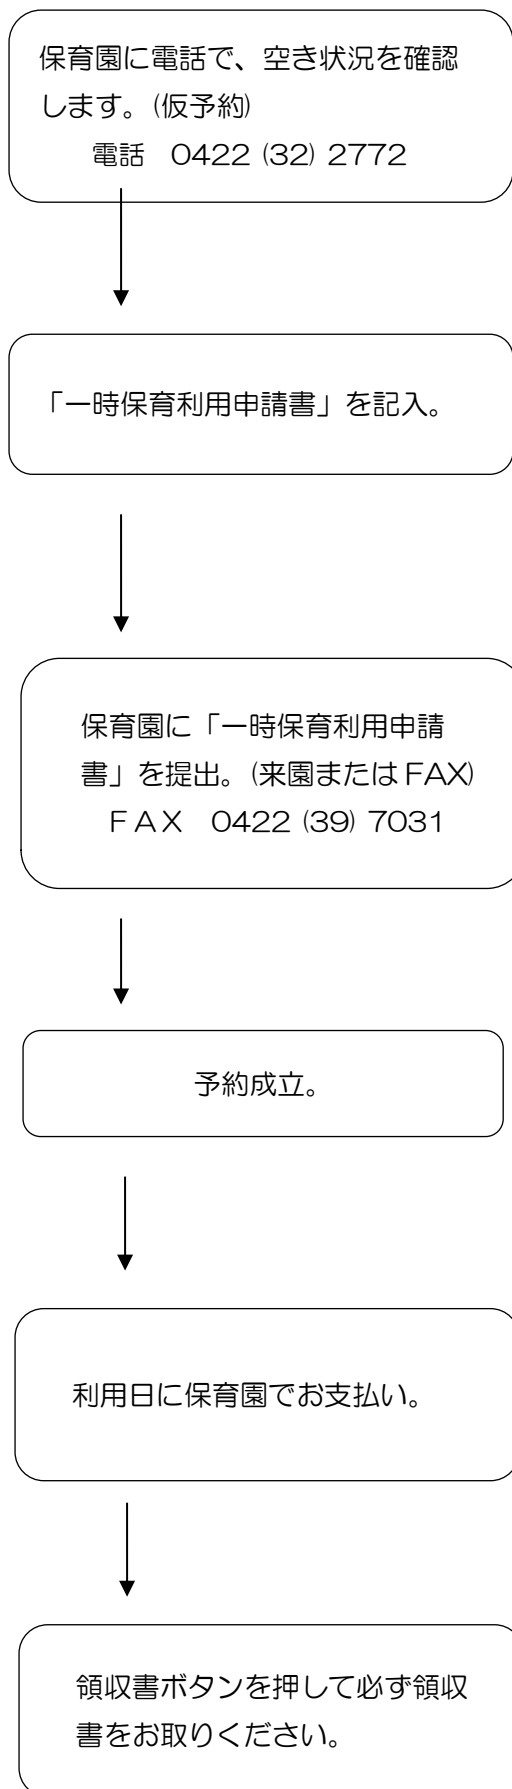 保育園に電話で、空き状況を確認
します。(仮予約)
電話　0422 (32) 2772
「一時保育利用申請書」を記入。
保育園に「一時保育利用申請
書」を提出。(来園または FAX)
ＦＡＸ　0422 (39) 7031
予約成立。
利用日に保育園でお支払い。
領収書ボタンを押して必ず領収
書をお取りください。